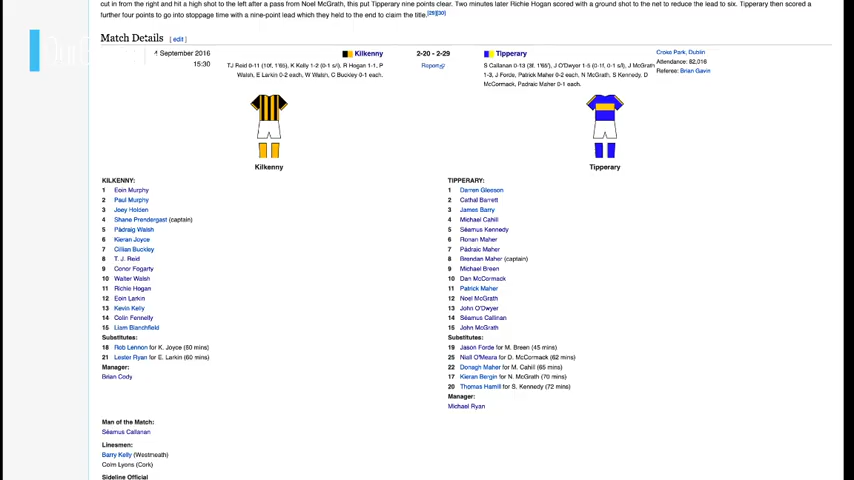 cut in from the right and hit a high shot to the left after a pass from Noel McGrath, this put Tipperary nine points clear. Two minutes later Richie Hogan scored with a ground shot to the net to reduce the lead to six. Tipperary then scored a
further four points to go into stoppage time with a nine-point lead which they held to the end to claim the title.[29][30]
Match Details [ edit ]
4 September 2016
15:30
Kilkenny
2-20 - 2-29
Tipperary
Croke Park, Dublin
TJ Reid 0-11 (10f, 1'65), K Kelly 1-2 (0-1 s/l), R Hogan 1-1, P
Walsh, E Larkin 0-2 each, W Walsh, C Buckley 0-1 each.
Report
S Callanan 0-13 (3f, 1'65), J O'Dwyer 1-5 (0-1f, 0-1 s/l), J McGrath
1-3, J Forde, Patrick Maher 0-2 each. N McGrath, S Kennedy, D
McCormack, Padraic Maher 0-1 each.
Attendance: 82,016
Referee: Brian Gavin
Kilkenny
Tipperary
KILKENNY:
1 Eoin Murphy
2 Paul Murphy
3 Joey Holden
4 Shane Prendergast (captain)
5 Pádraig Walsh
6 Kieran Joyce
7 Cillian Buckley
8 T. J. Reid
9 Conor Fogarty
10 Walter Walsh
11 Richie Hogan
12 Eoin Larkin
13 Kevin Kelly
14 Colin Fennelly
15 Liam Blanchfield
Substitutes:
18 Rob Lennon for K. Joyce (60 mins)
21 Lester Ryan for E. Larkin (60 mins)
Manager:
Brian Cody
TIPPERARY:
1 Darren Gleeson
2 Cathal Barrett
3 James Barry
4 Michael Cahill
5 Séamus Kennedy
6 Ronan Maher
7 Pádraic Maher
8 Brendan Maher (captain)
9 Michael Breen
10 Dan McCormack
11 Patrick Maher
12 Noel McGrath
13 John O'Dwyer
14 Séamus Callinan
15 John McGrath
Substitutes:
19 Jason Forde for M. Breen (45 mins)
25 Niall O'Meara for D. McCormack (62 mins)
22 Donagh Maher for M. Cahill (65 mins)
17 Kieran Bergin for N. McGrath (70 mins)
20 Thomas Hamill for S. Kennedy (72 mins)
Manager:
Michael Ryan
Man of the Match:
Séamus Callanan
Linesmen:
Barry Kelly (Westmeath)
Colm Lyons (Cork)
Sideline Official